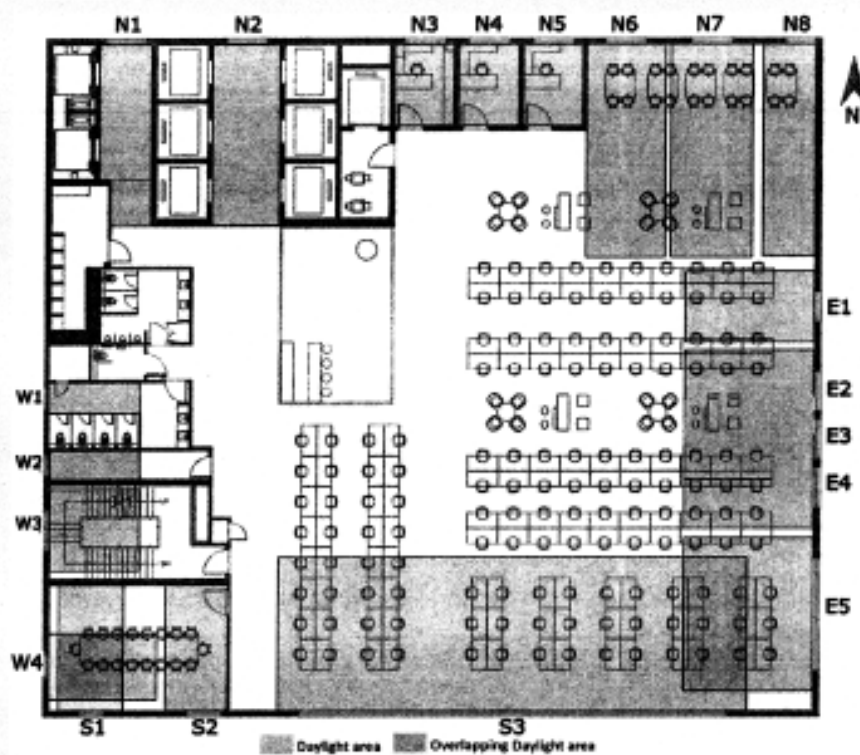 N1 N2 N3 N4 N5 N6 N7 N8
N
E1
W1 E2
E3
W2
E4
W3
E5
W4
S1 S2 S3
Daylight area Overlapping Daylight area